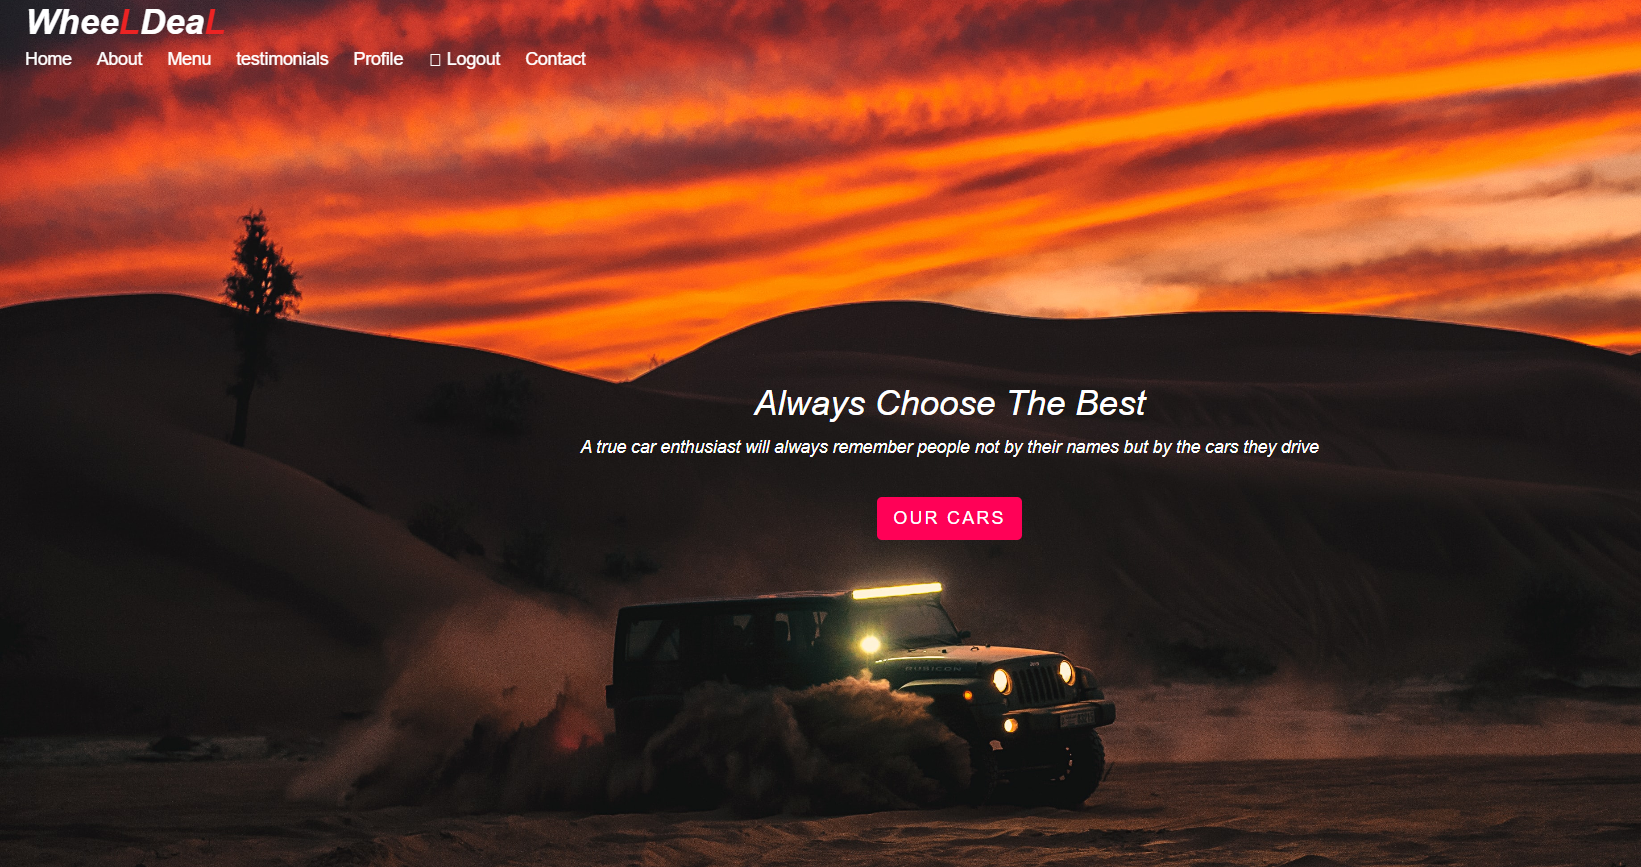 WheeLDeaL
Home About Menu testimonials Profile Logout Contact
Always Choose The Best
A true car enthusiast will always remember people not by their names but by the cars they drive
OUR CARS
RUBICON